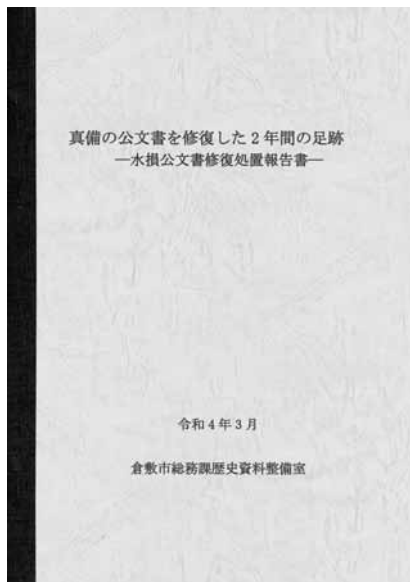 真備の公文書を修復した2年間の足跡
―水損公文書修復処置報告書―
令和4年3月
倉敷市総務課歴史資料整備室